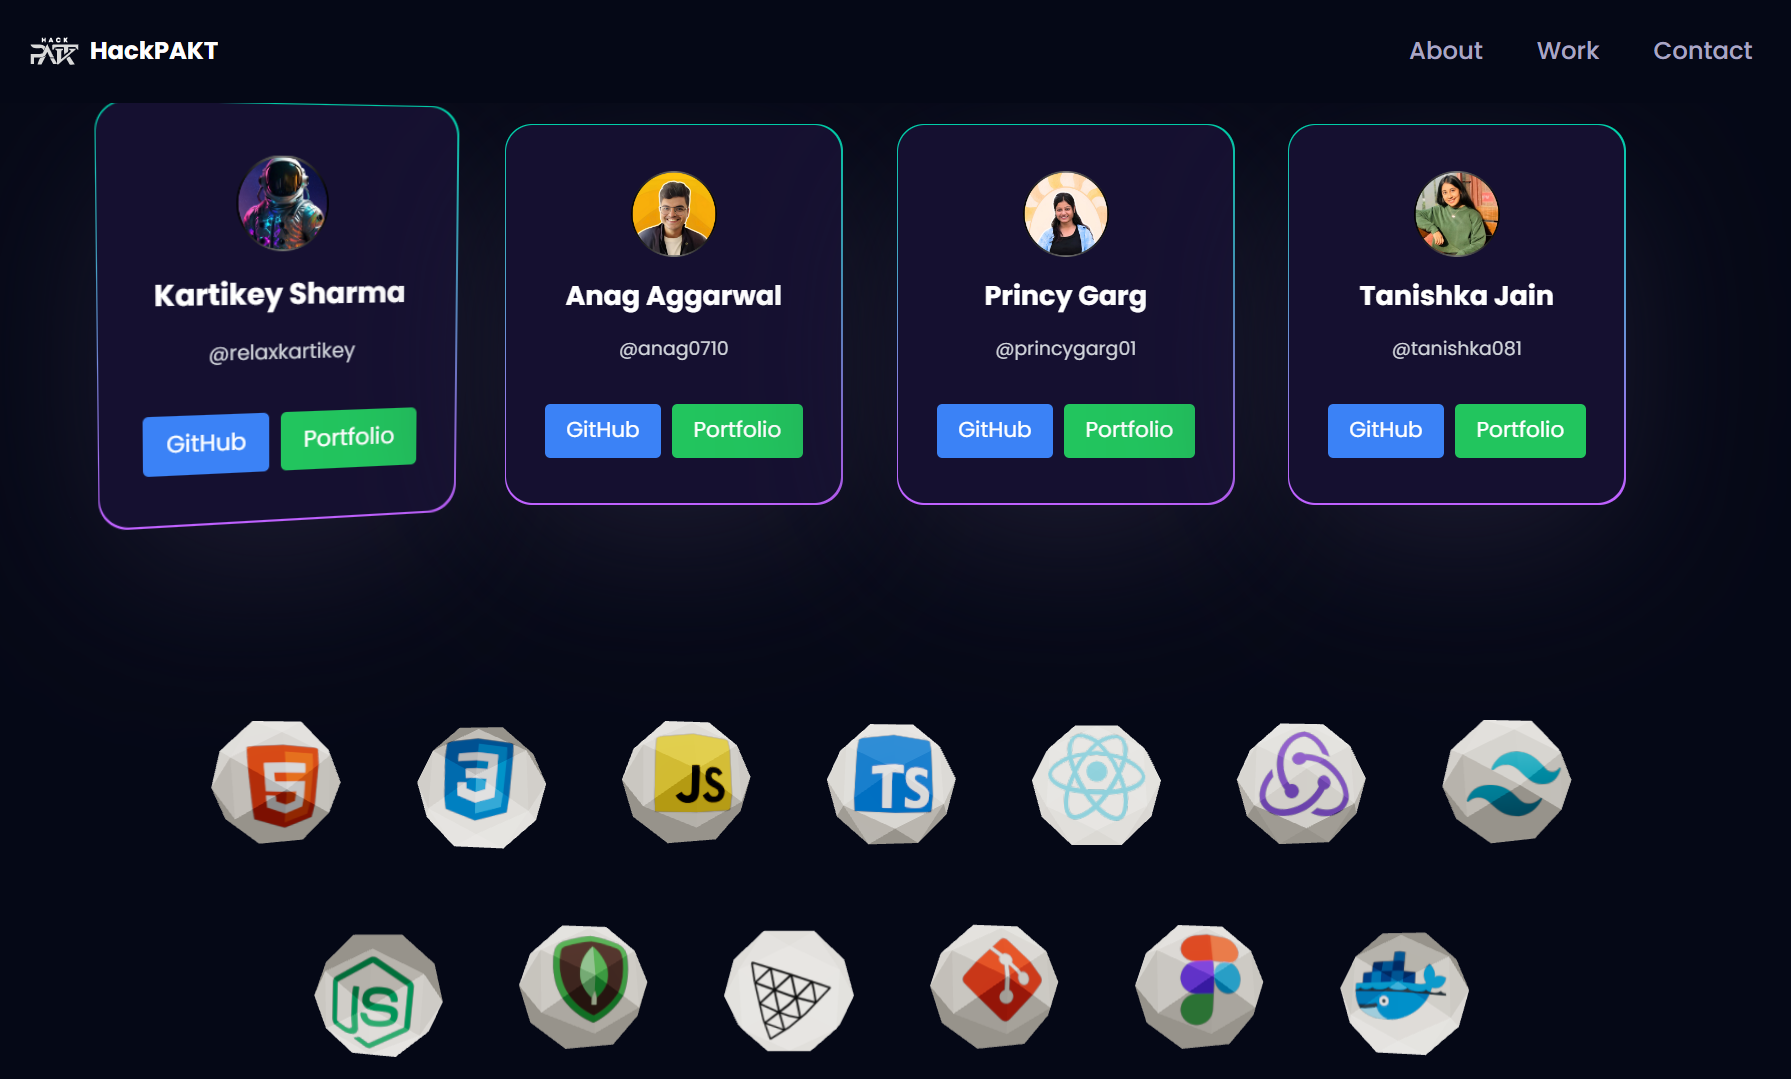 HACK
PAKT
HackPAKT
About
Work
Contact
Kartikey Sharma
@relaxkartikey
GitHub
Portfolio
Anag Aggarwal
@anag0710
GitHub
Portfolio
Princy Garg
@princygarg01
GitHub
Portfolio
Tanishka Jain
@tanishka081
GitHub
Portfolio
5
3
JS
TS
JS